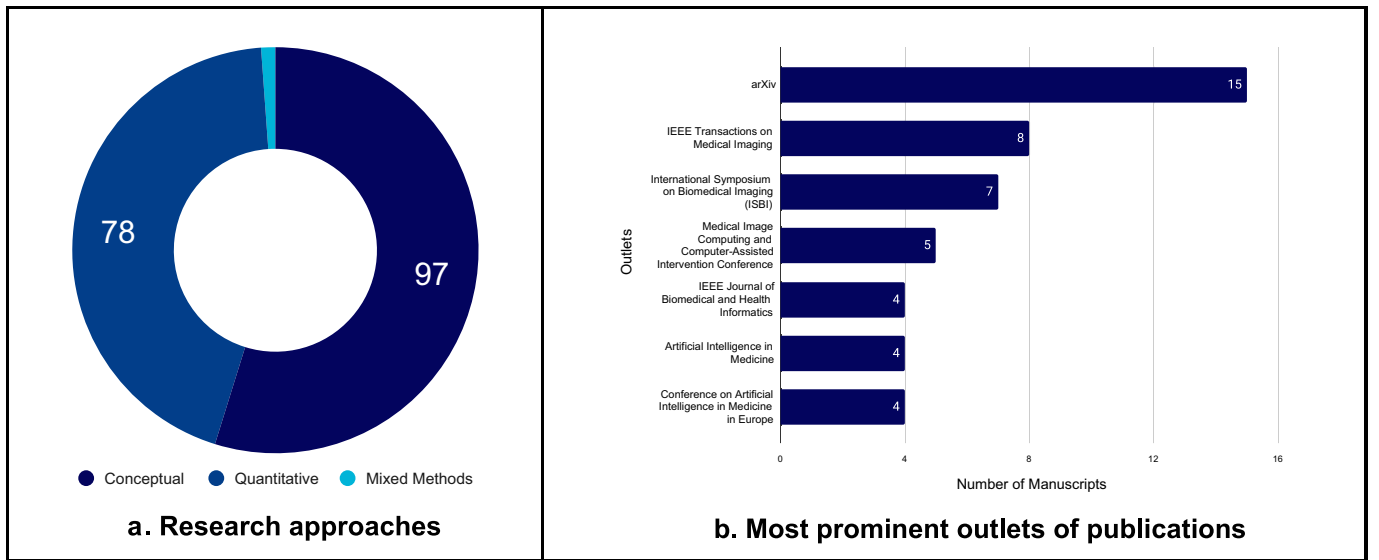 78
97
Conceptual
Quantitative
Mixed Methods
a. Research approaches
Outlets
arXiv
15
IEEE Transactions on
Medical Imaging
8
International Symposium
on Biomedical Imaging
(ISBI)
7
Medical Image
Computing and
Computer-Assisted
Intervention Conference
5
IEEE Journal of
Biomedical and Health
Informatics
4
Artificial Intelligence in
Medicine
4
Conference on Artificial
Intelligence in Medicine
in Europe
4
0 4 8 12 16
Number of Manuscripts
b. Most prominent outlets of publications